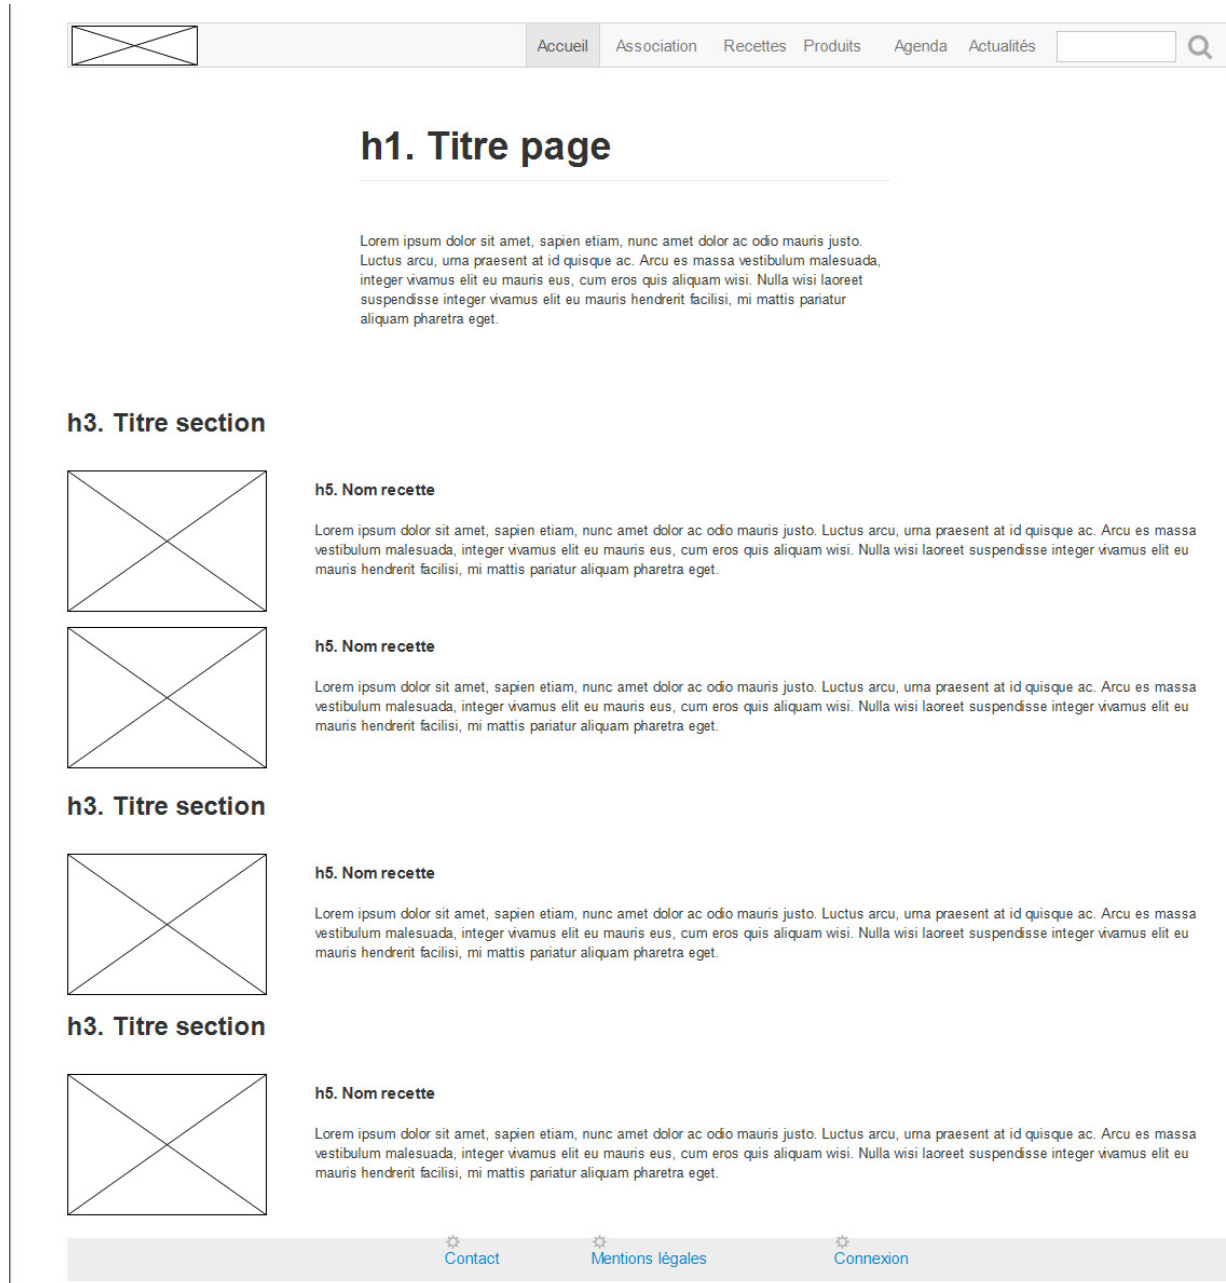 Accueil Association Recettes Produits Agenda Actualités
h1. Titre page
Lorem ipsum dolor sit amet, sapien etiam, nunc amet dolor ac odio mauris justo.
Luctus arcu, urna praesent at id quisque ac. Arcu es massa vestibulum malesuada,
integer vivamus elit eu mauris eus, cum eros quis aliquam wisi. Nulla wisi laoreet
suspendisse integer vivamus elit eu mauris hendrerit facilisi, mi mattis pariatur
aliquam pharetra eget.
h3. Titre section
h5. Nom recette
Lorem ipsum dolor sit amet, sapien etiam, nunc amet dolor ac odio mauris justo. Luctus arcu, urna praesent at id quisque ac. Arcu es massa
vestibulum malesuada, integer vivamus elit eu mauris eus, cum eros quis aliquam wisi. Nulla wisi laoreet suspendisse integer vivamus elit eu
mauris hendrerit facilisi, mi mattis pariatur aliquam pharetra eget.
h5. Nom recette
Lorem ipsum dolor sit amet, sapien etiam, nunc amet dolor ac odio mauris justo. Luctus arcu, urna praesent at id quisque ac. Arcu es massa
vestibulum malesuada, integer vivamus elit eu mauris eus, cum eros quis aliquam wisi. Nulla wisi laoreet suspendisse integer vivamus elit eu
mauris hendrerit facilisi, mi mattis pariatur aliquam pharetra eget.
h3. Titre section
h5. Nom recette
Lorem ipsum dolor sit amet, sapien etiam, nunc amet dolor ac odio mauris justo. Luctus arcu, urna praesent at id quisque ac. Arcu es massa
vestibulum malesuada, integer vivamus elit eu mauris eus, cum eros quis aliquam wisi. Nulla wisi laoreet suspendisse integer vivamus elit eu
mauris hendrerit facilisi, mi mattis pariatur aliquam pharetra eget.
h3. Titre section
h5. Nom recette
Lorem ipsum dolor sit amet, sapien etiam, nunc amet dolor ac odio mauris justo. Luctus arcu, urna praesent at id quisque ac. Arcu es massa
vestibulum malesuada, integer vivamus elit eu mauris eus, cum eros quis aliquam wisi. Nulla wisi laoreet suspendisse integer vivamus elit eu
mauris hendrerit facilisi, mi mattis pariatur aliquam pharetra eget.
Contact Mentions légales Connexion